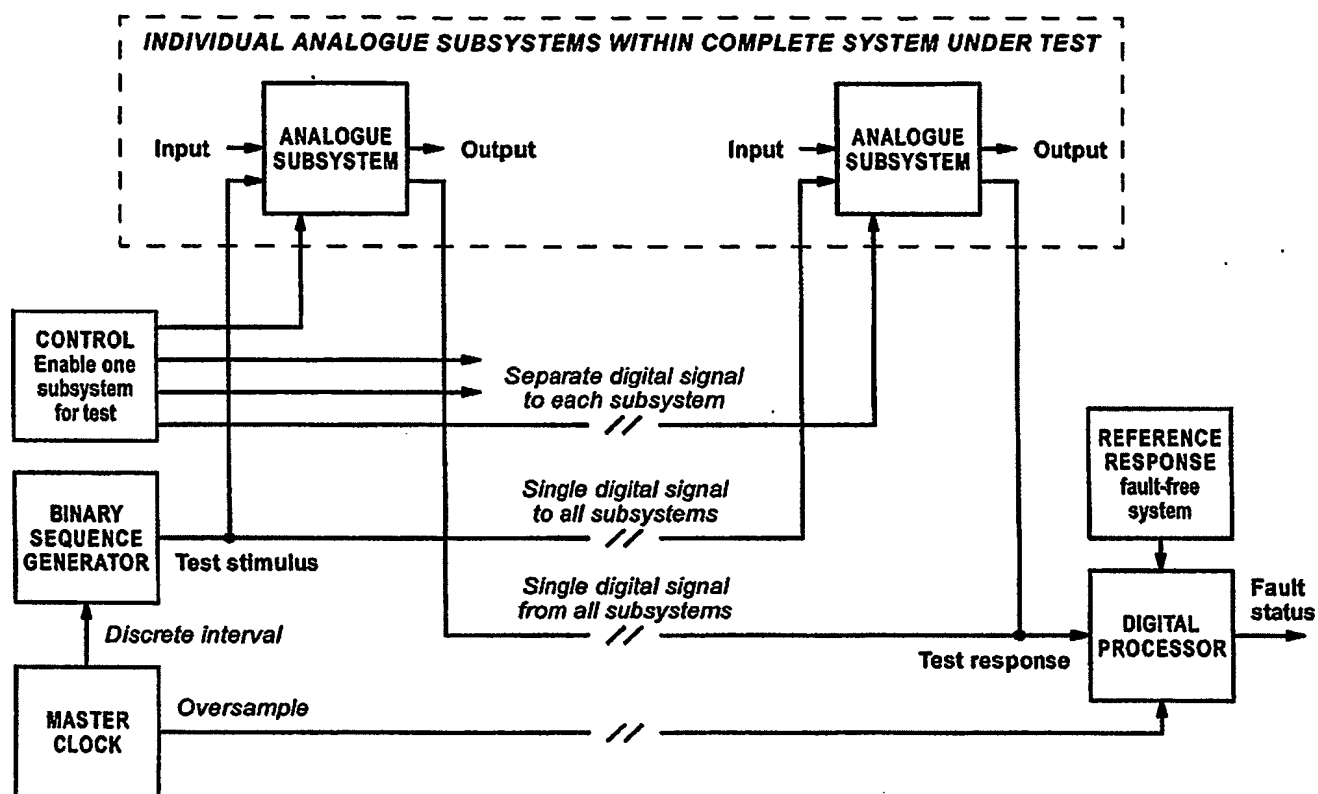 INDIVIDUAL ANALOGUE SUBSYSTEMS WITHIN COMPLETE SYSTEM UNDER TEST
Input
ANALOGUE
SUBSYSTEM
Output
Input
ANALOGUE
SUBSYSTEM
Output
CONTROL
Enable one
subsystem
for test
Separate digital signal
to each subsystem
REFERENCE
RESPONSE
fault-free
system
BINARY
SEQUENCE
GENERATOR
Test stimulus
Single digital signal
to all subsystems
Single digital signal
from all subsystems
Discrete interval
Test response
DIGITAL
PROCESSOR
Fault
status
MASTER
CLOCK
Oversample